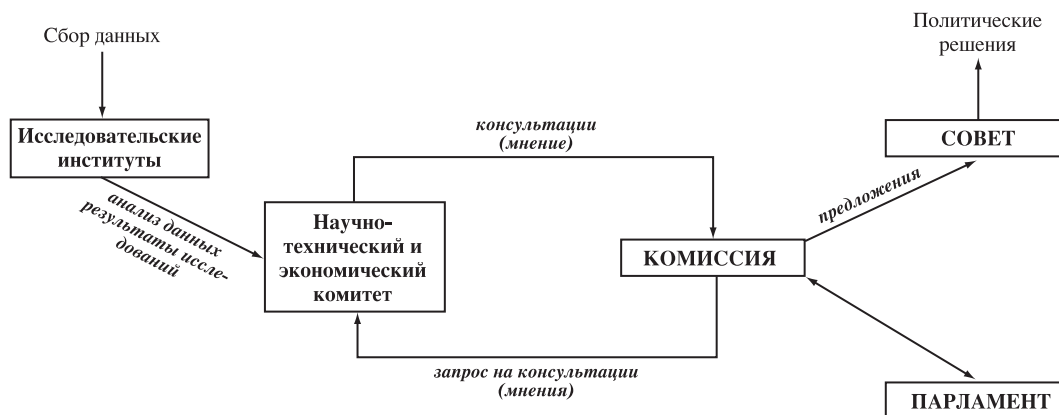 Сбор данных
Политические
решения
Исследовательские
институты
консультации
(мнение)
СОВЕТ
анализ данных
результаты иссле-
дований
предложения
Научно-
технический и
экономический
комитет
КОМИССИЯ
запрос на консультации
(мнения)
ПАРЛАМЕНТ